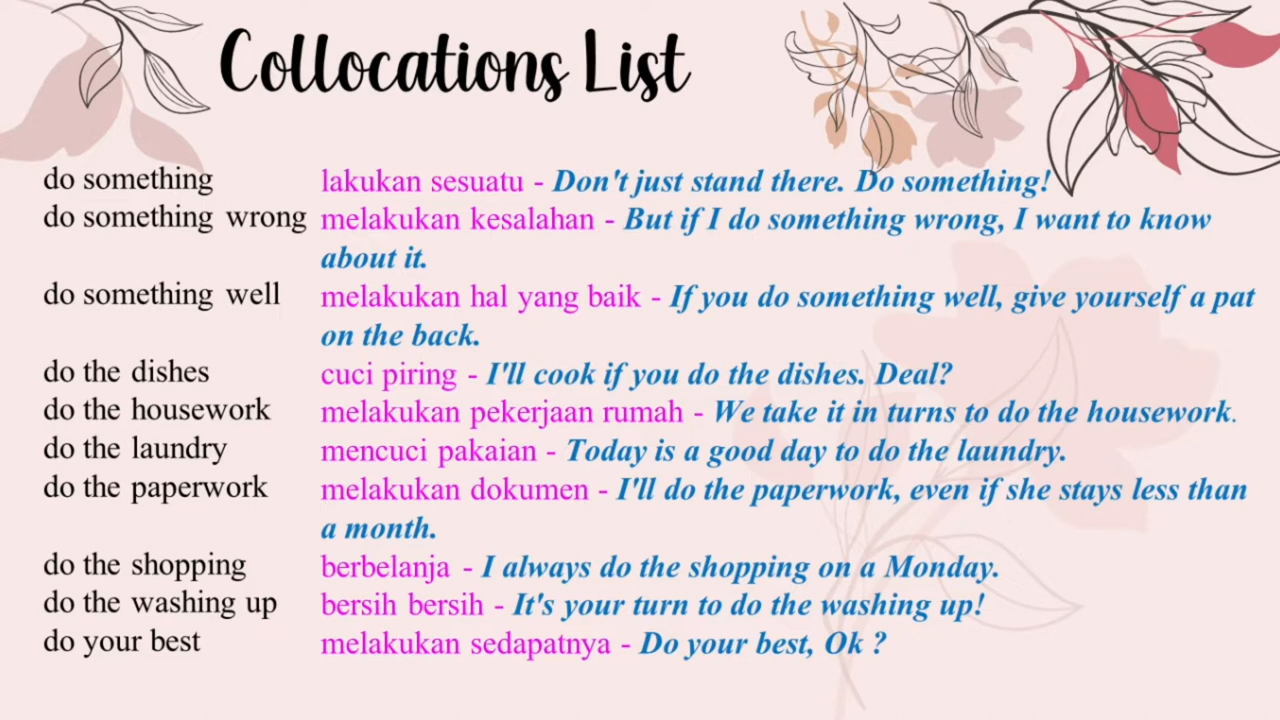 Collocations List
do something lakukan sesuatu - Don't just stand there. Do something!
do something wrong melakukan kesalahan - But if I do something wrong, I want to know
about it.
do something well melakukan hal yang baik - If you do something well, give yourself a pat
on the back.
do the dishes cuci piring - I'll cook if you do the dishes. Deal?
do the housework melakukan pekerjaan rumah - We take it in turns to do the housework.
do the laundry mencuci pakaian - Today is a good day to do the laundry.
do the paperwork melakukan dokumen - I'll do the paperwork, even if she stays less than
a month.
do the shopping berbelanja - I always do the shopping on a Monday.
do the washing up bersih bersih - It's your turn to do the washing up!
do your best melakukan sedapatnya - Do your best, Ok ?